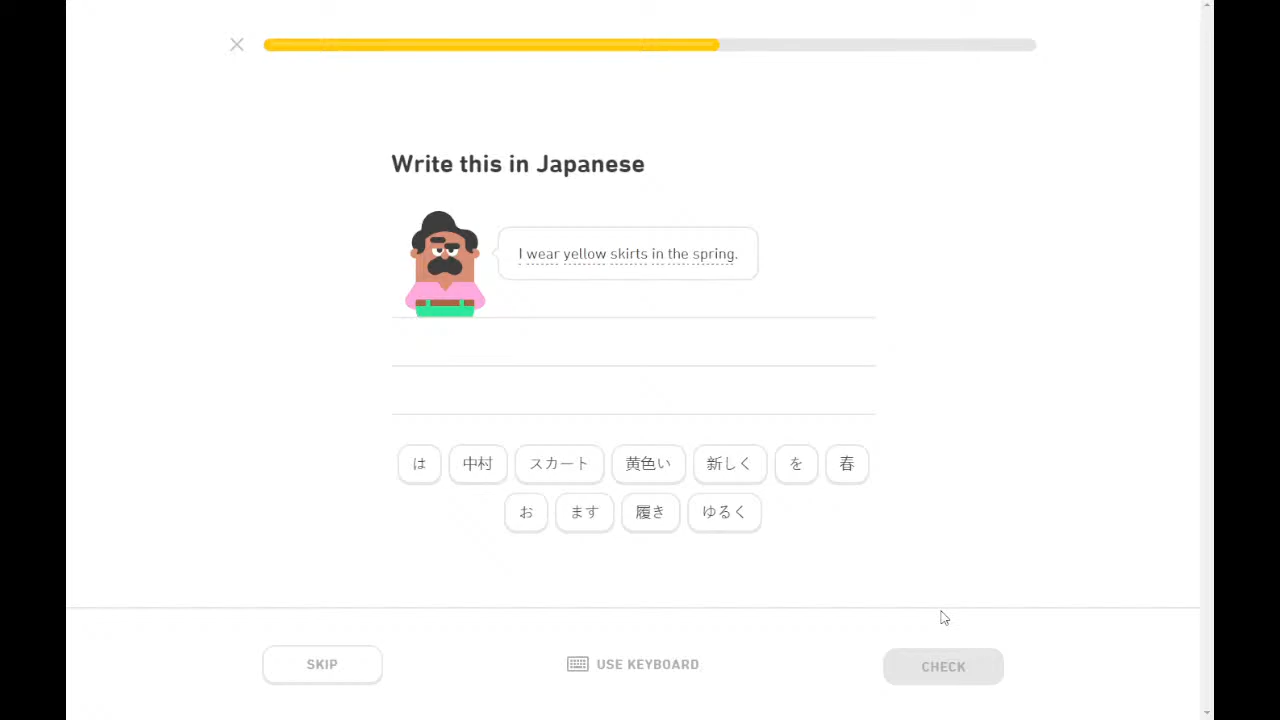 Write this in Japanese
I wear yellow skirts in the spring.
は 中村 スカート 黄色い 新しく を 春
お ます 履き ゆるく
SKIP USE KEYBOARD CHECK